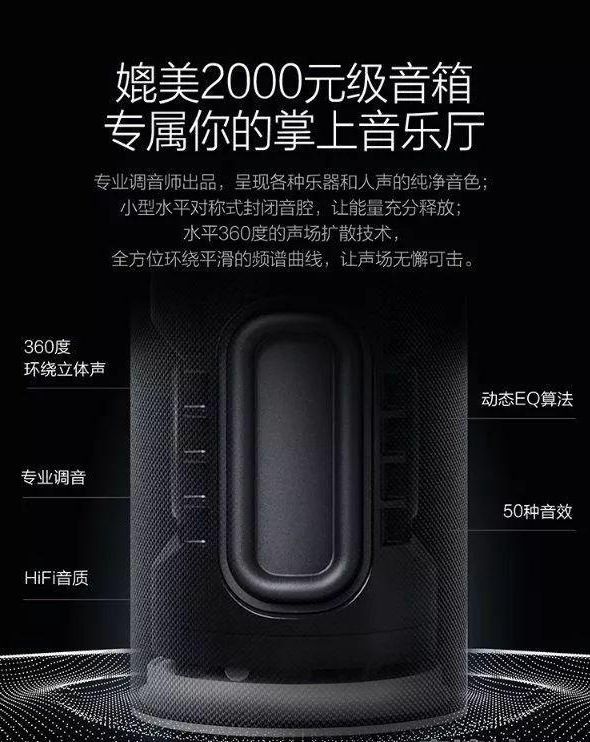 媲美2000元级音箱
专属你的掌上音乐厅
专业调音师出品，呈现各种乐器和人声的纯净音色；
小型水平对称式封闭音腔，让能量充分释放；
水平360度的声场扩散技术，
全方位环绕平滑的频谱曲线，让声场无懈可击。
360度
环绕立体声
动态EQ算法
专业调音
50种音效
HiFi音质